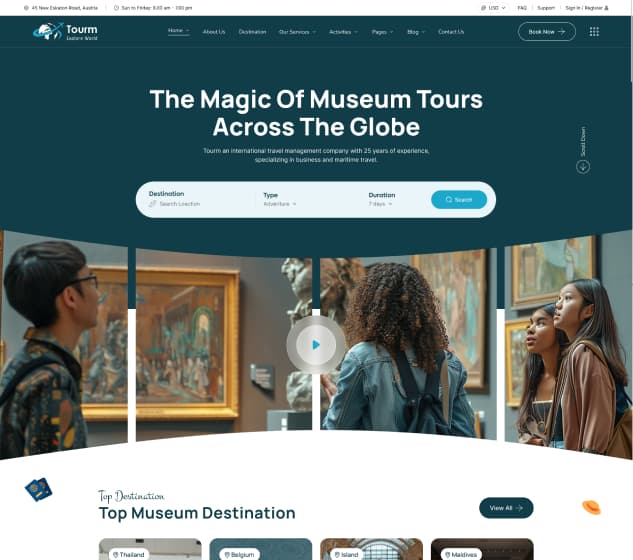 45 New Eskaton Road, Austria
Sun to Friday: 8.00 am - 7.00 pm
USD
FAQ
Support
Sign In / Register
Tourm
Explore World
Home
About Us
Destination
Our Services
Activities
Pages
Blog
Contact Us
Book Now
The Magic Of Museum Tours
Across The Globe
Tourm an international travel management company with 25 years of experience,
specializing in business and maritime travel.
Scroll Down
Destination
Search Loaction
Type
Adventure
Duration
7 days
Search
Top Destination
Top Museum Destination
View All
Thailand
Belgium
Island
Maldives